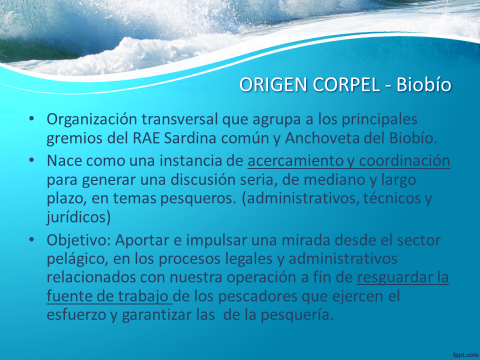 ORIGEN CORPEL - Biobío
• Organización transversal que agrupa a los principales
gremios del RAE Sardina común y Anchoveta del Biobío.
• Nace como una instancia de acercamiento y coordinación
para generar una discusión seria, de mediano y largo
plazo, en temas pesqueros. (administrativos, técnicos y
jurídicos)
• Objetivo: Aportar e impulsar una mirada desde el sector
pelágico, en los procesos legales y administrativos
relacionados con nuestra operación a fin de resguardar la
fuente de trabajo de los pescadores que ejercen el
esfuerzo y garantizar las  de la pesquería.
fppt.com